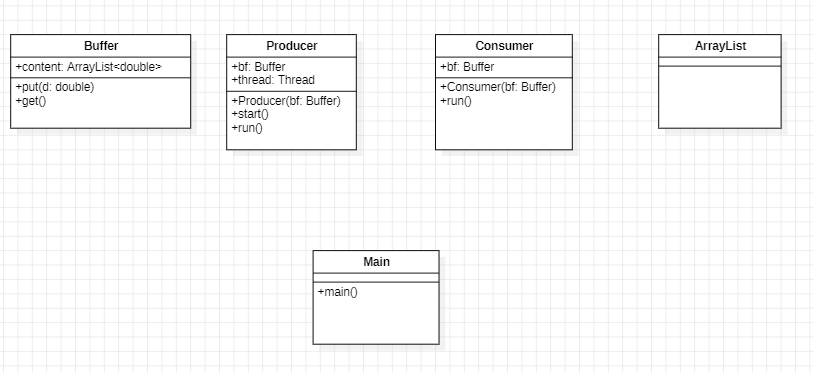 Buffer
+content: ArrayList<double>
+put(d: double)
+get()
Producer
+bf: Buffer
+thread: Thread
+Producer(bf: Buffer)
+start()
+run()
Consumer
+bf: Buffer
+Consumer(bf: Buffer)
+run()
ArrayList
Main
+main()